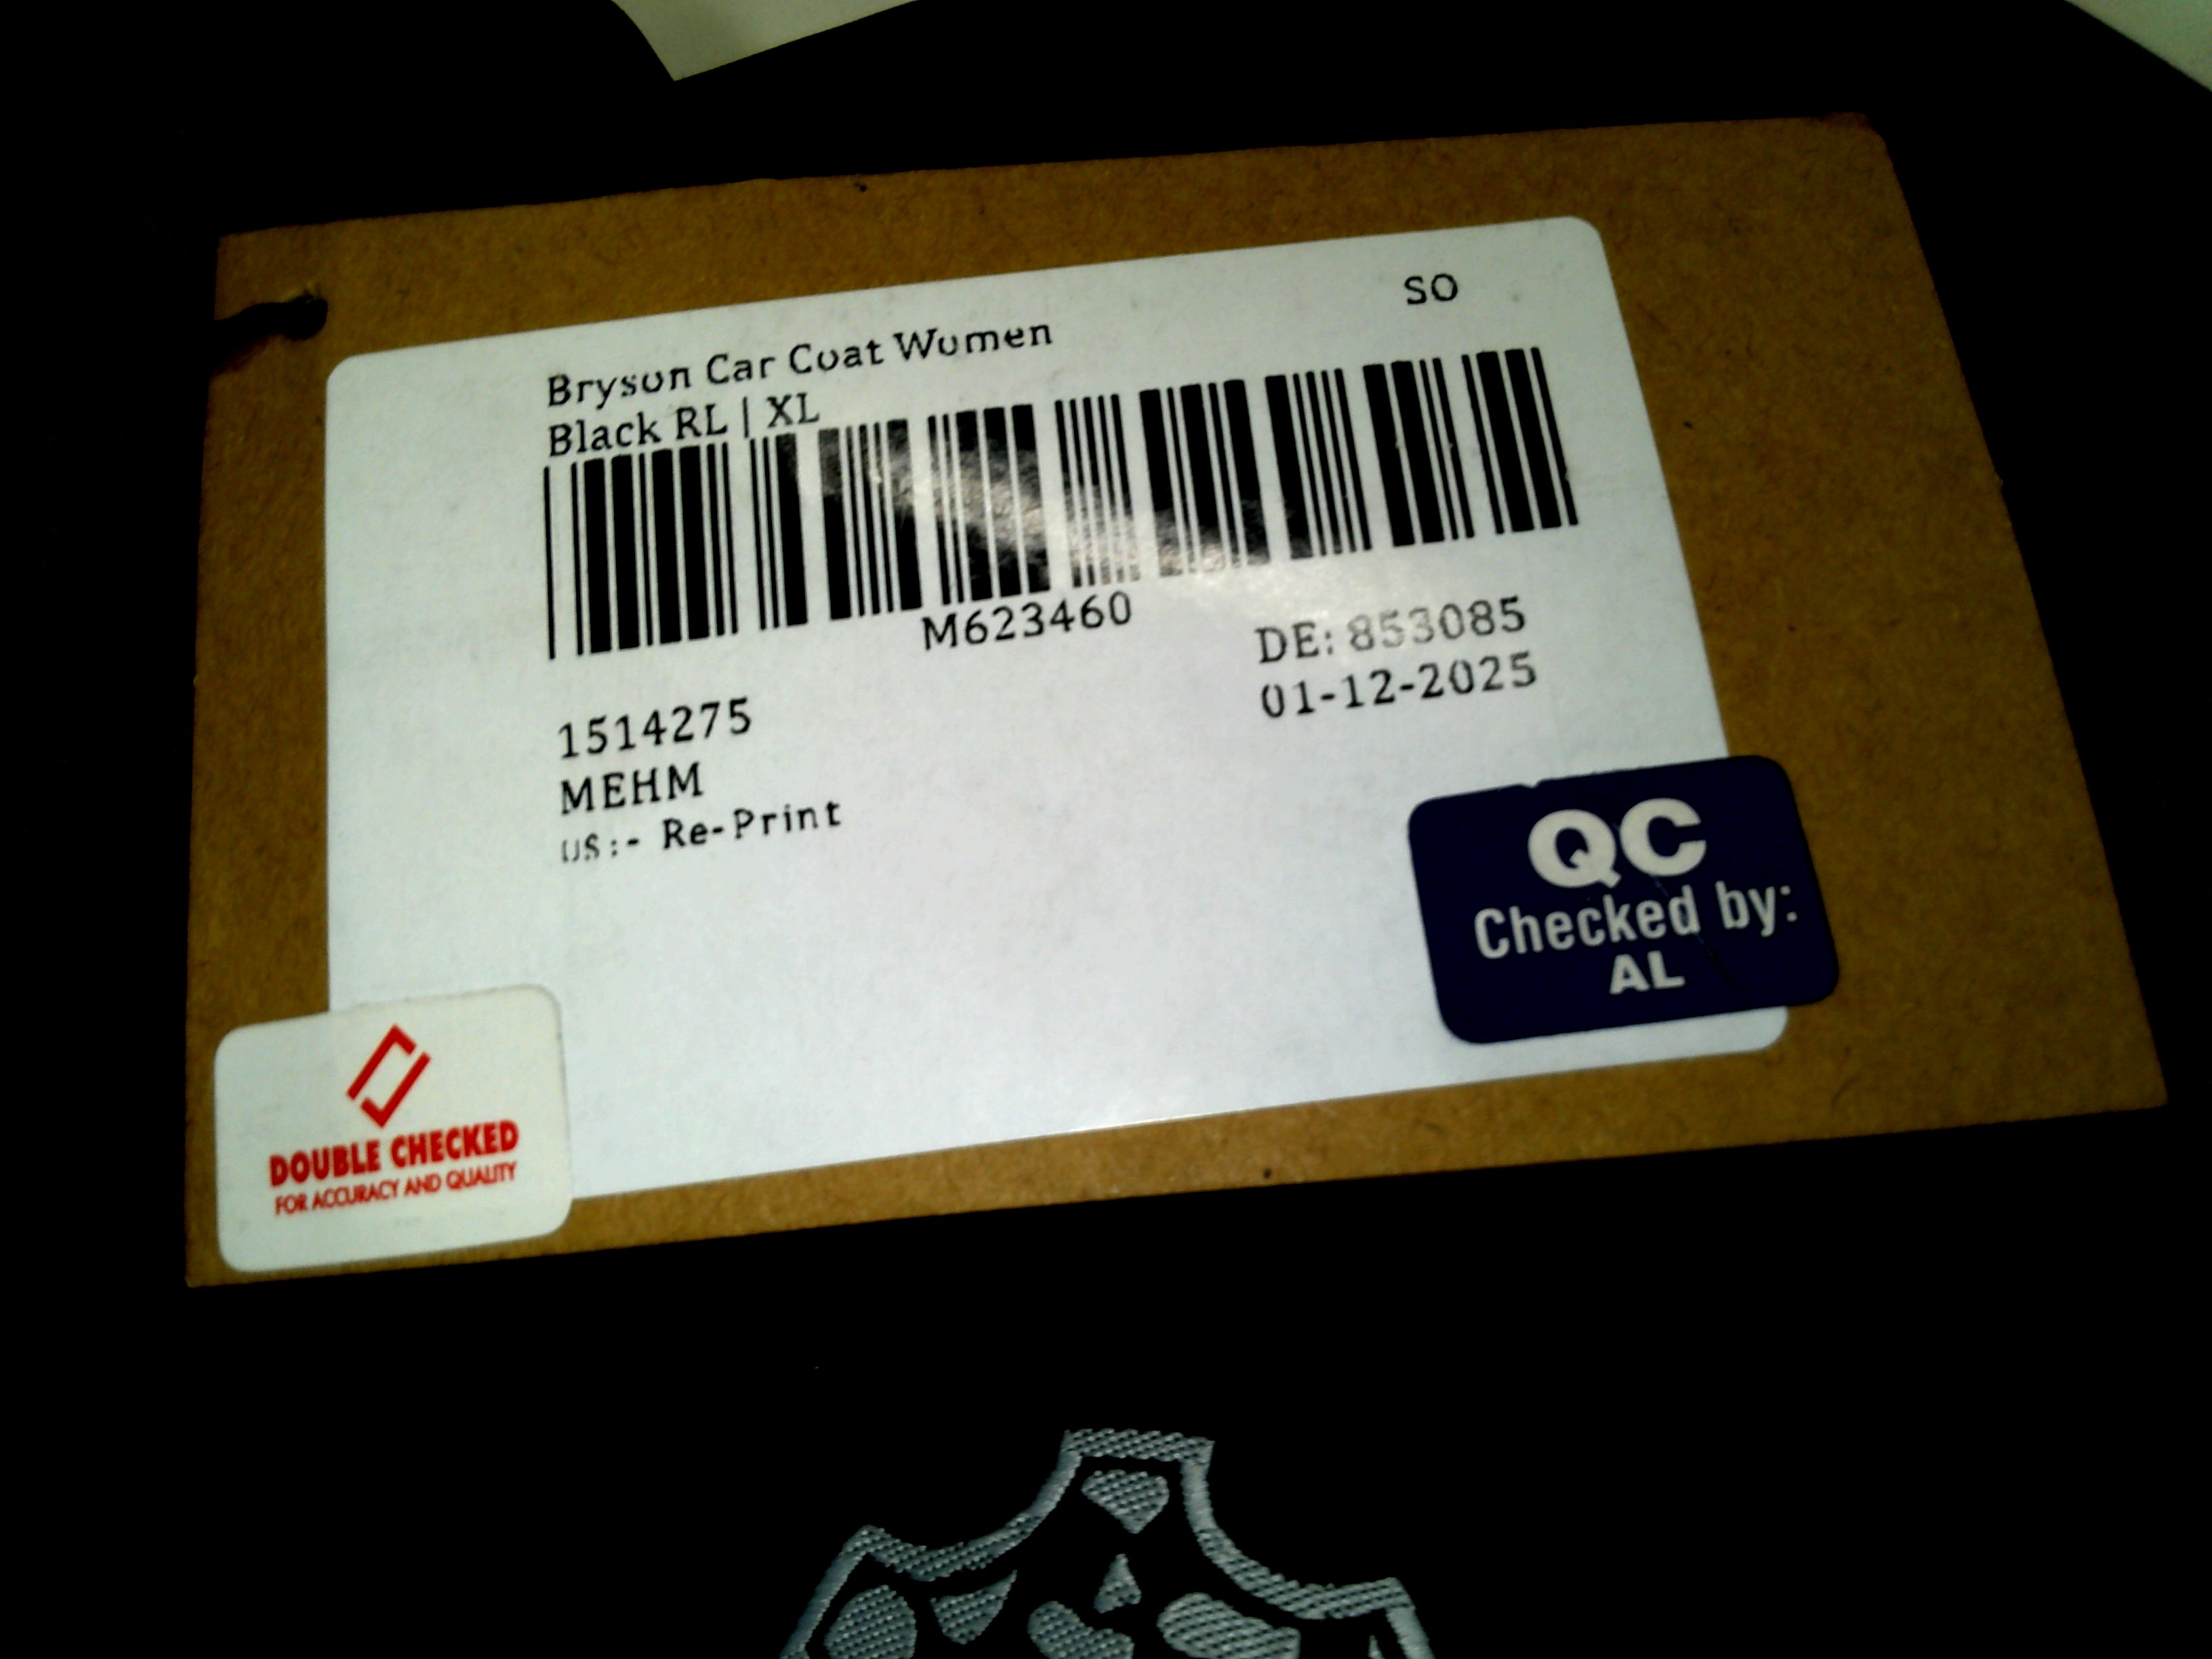 SO
Bryson Car Coat Women
Black RL | XL
M623460
DE: 853085
01-12-2025
1514275
MEHM
US:- Re-Print
QC
Checked by:
AL
DOUBLE CHECKED
FOR ACCURACY AND QUALITY